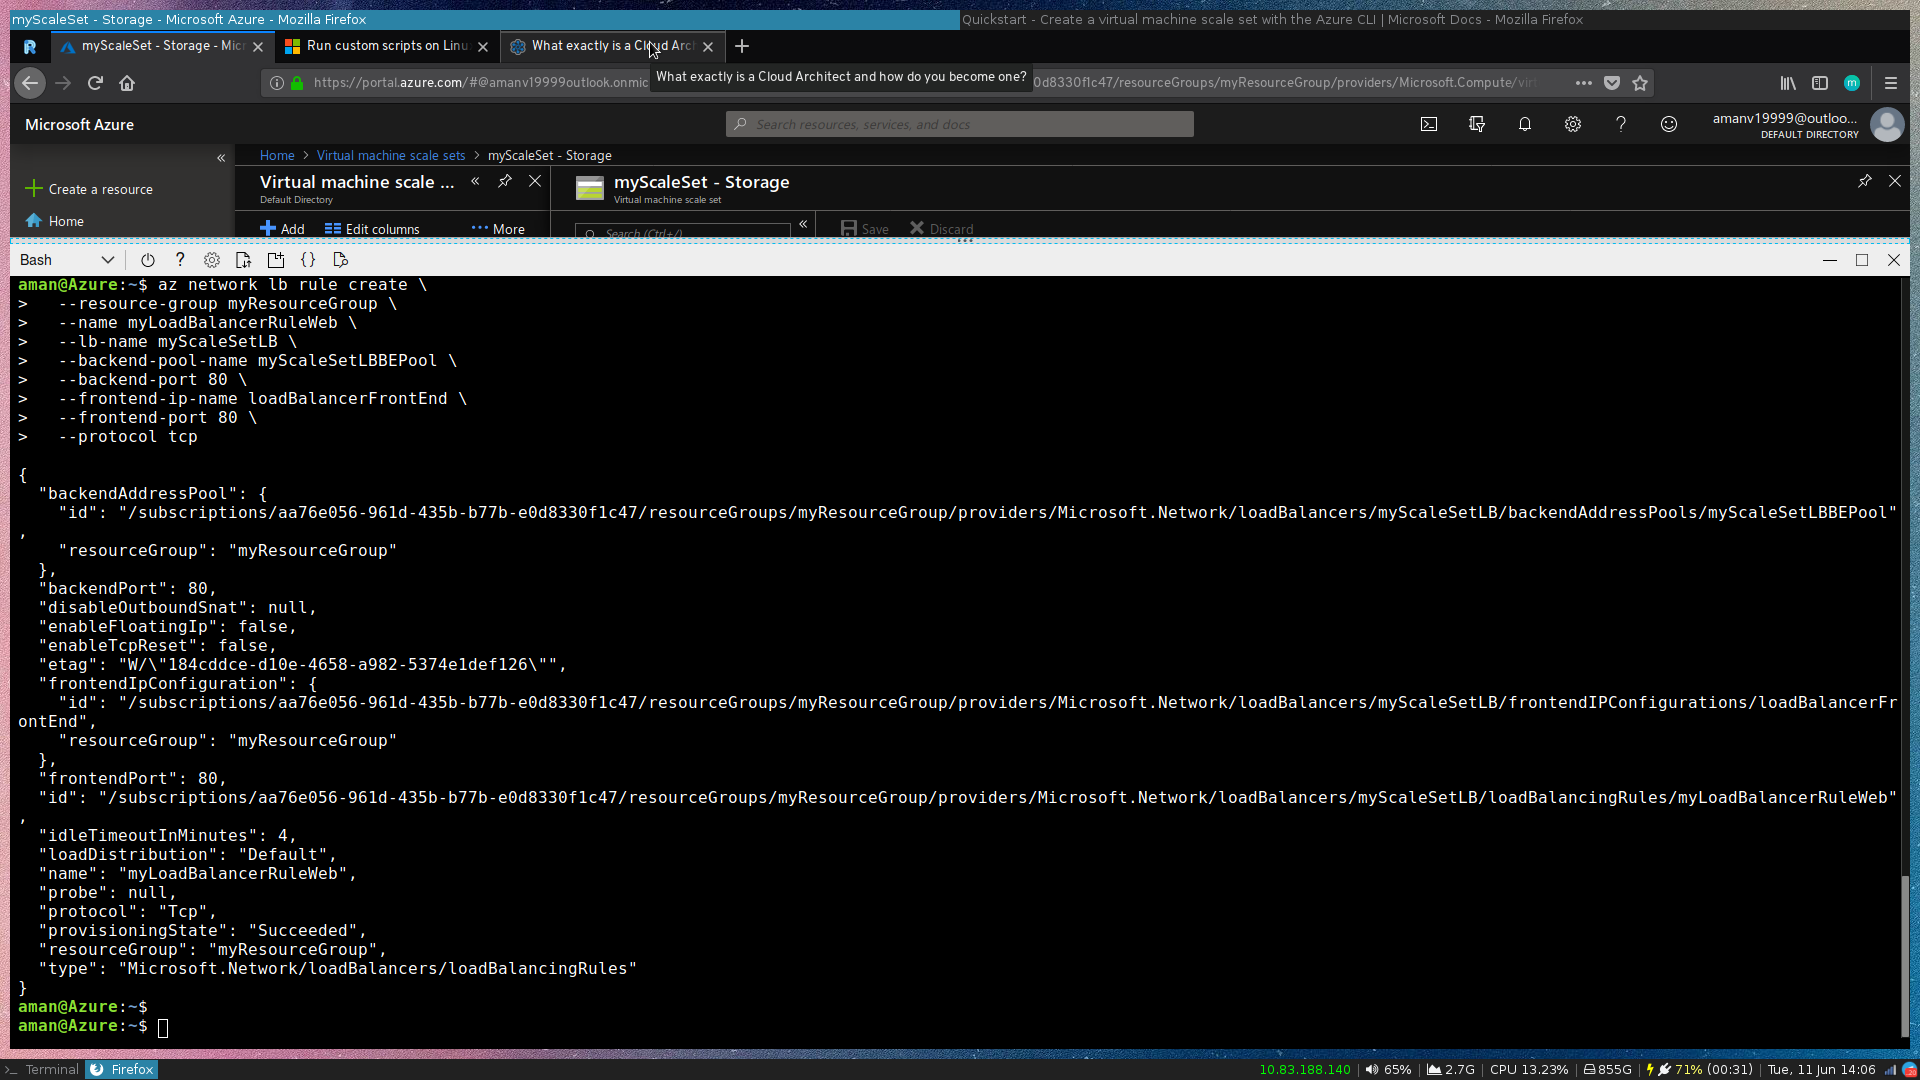 myScaleSet - Storage - Microsoft Azure - Mozilla Firefox
Quickstart - Create a virtual machine scale set with the Azure CLI | Microsoft Docs - Mozilla Firefox
myScaleSet - Storage - Micr
Run custom scripts on Linu
What exactly is a Cloud Arc
What exactly is a Cloud Architect and how do you become one?
https://portal.azure.com/#@amanv19999outlook.onmic
0d8330f1c47/resourceGroups/myResourceGroup/providers/Microsoft.Compute/vir
Microsoft Azure
Search resources, services, and docs
amanv19999@outloo...
DEFAULT DIRECTORY
Home > Virtual machine scale sets > myScaleSet - Storage
Create a resource
Home
Virtual machine scale ...
Default Directory
myScaleSet - Storage
Virtual machine scale set
Add
Edit columns
More
Search (Ctrl+/)
Save
Discard
Bash
aman@Azure:~$ az network lb rule create \
>   --resource-group myResourceGroup \
>   --name myLoadBalancerRuleWeb \
>   --lb-name myScaleSetLB \
>   --backend-pool-name myScaleSetLBBEPool \
>   --backend-port 80 \
>   --frontend-ip-name loadBalancerFrontEnd \
>   --frontend-port 80 \
>   --protocol tcp
{
  "backendAddressPool": {
    "id": "/subscriptions/aa76e056-961d-435b-b77b-e0d8330f1c47/resourceGroups/myResourceGroup/providers/Microsoft.Network/loadBalancers/myScaleSetLB/backendAddressPools/myScaleSetLBBEPool"
,
    "resourceGroup": "myResourceGroup"
  },
  "backendPort": 80,
  "disableOutboundSnat": null,
  "enableFloatingIp": false,
  "enableTcpReset": false,
  "etag": "W/\"184cddce-d10e-4658-a982-5374e1def126\"",
  "frontendIpConfiguration": {
    "id": "/subscriptions/aa76e056-961d-435b-b77b-e0d8330f1c47/resourceGroups/myResourceGroup/providers/Microsoft.Network/loadBalancers/myScaleSetLB/frontendIPConfigurations/loadBalancerFr
ontEnd",
    "resourceGroup": "myResourceGroup"
  },
  "frontendPort": 80,
  "id": "/subscriptions/aa76e056-961d-435b-b77b-e0d8330f1c47/resourceGroups/myResourceGroup/providers/Microsoft.Network/loadBalancers/myScaleSetLB/loadBalancingRules/myLoadBalancerRuleWeb"
,
  "idleTimeoutInMinutes": 4,
  "loadDistribution": "Default",
  "name": "myLoadBalancerRuleWeb",
  "probe": null,
  "protocol": "Tcp",
  "provisioningState": "Succeeded",
  "resourceGroup": "myResourceGroup",
  "type": "Microsoft.Network/loadBalancers/loadBalancingRules"
}
aman@Azure:~$
aman@Azure:~$
Terminal
Firefox
10.83.188.140 | 65% | 2.7G | CPU 13.23% | 855G | 71% (00:31) | Tue, 11 Jun 14:06